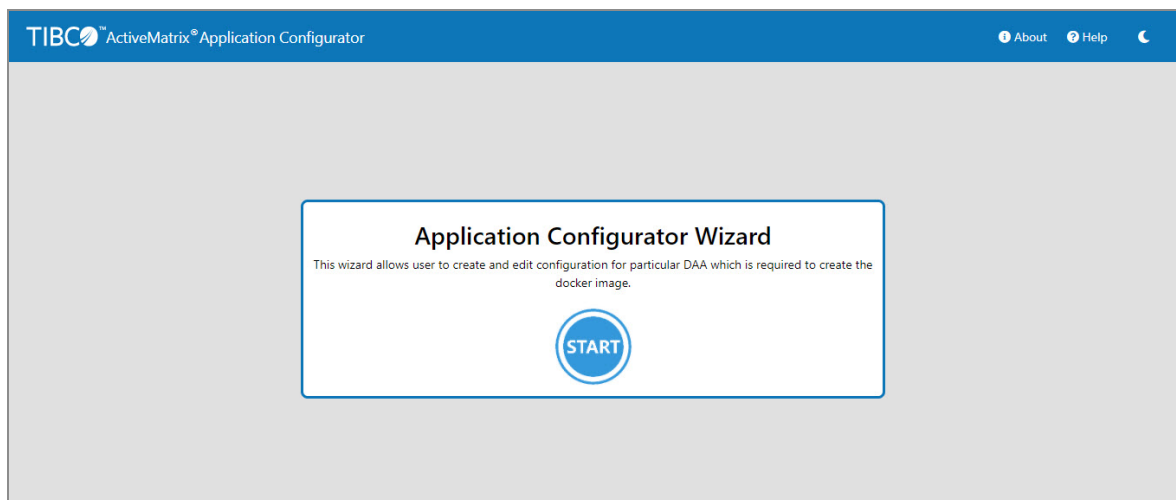 TIBCO™ ActiveMatrix® Application Configurator
About
Help
Application Configurator Wizard
This wizard allows user to create and edit configuration for particular DAA which is required to create the
docker image.
START